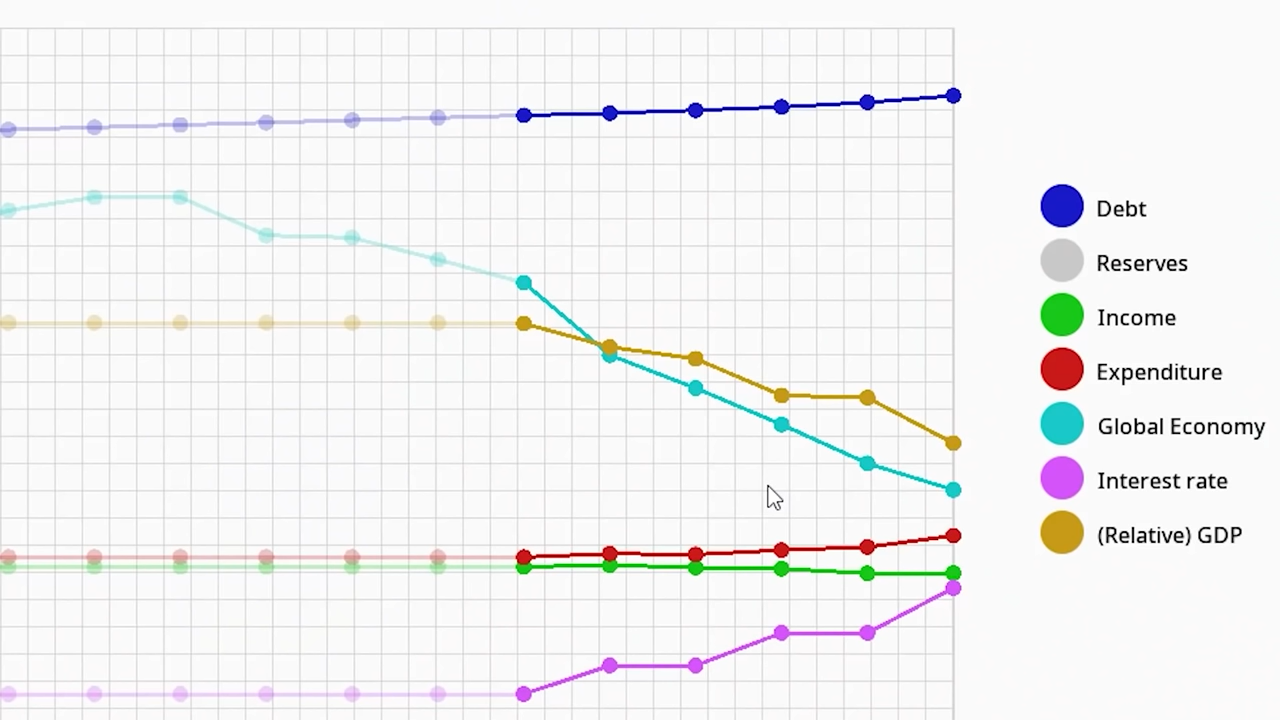 Debt
Reserves
Income
Expenditure
Global Economy
Interest rate
(Relative) GDP